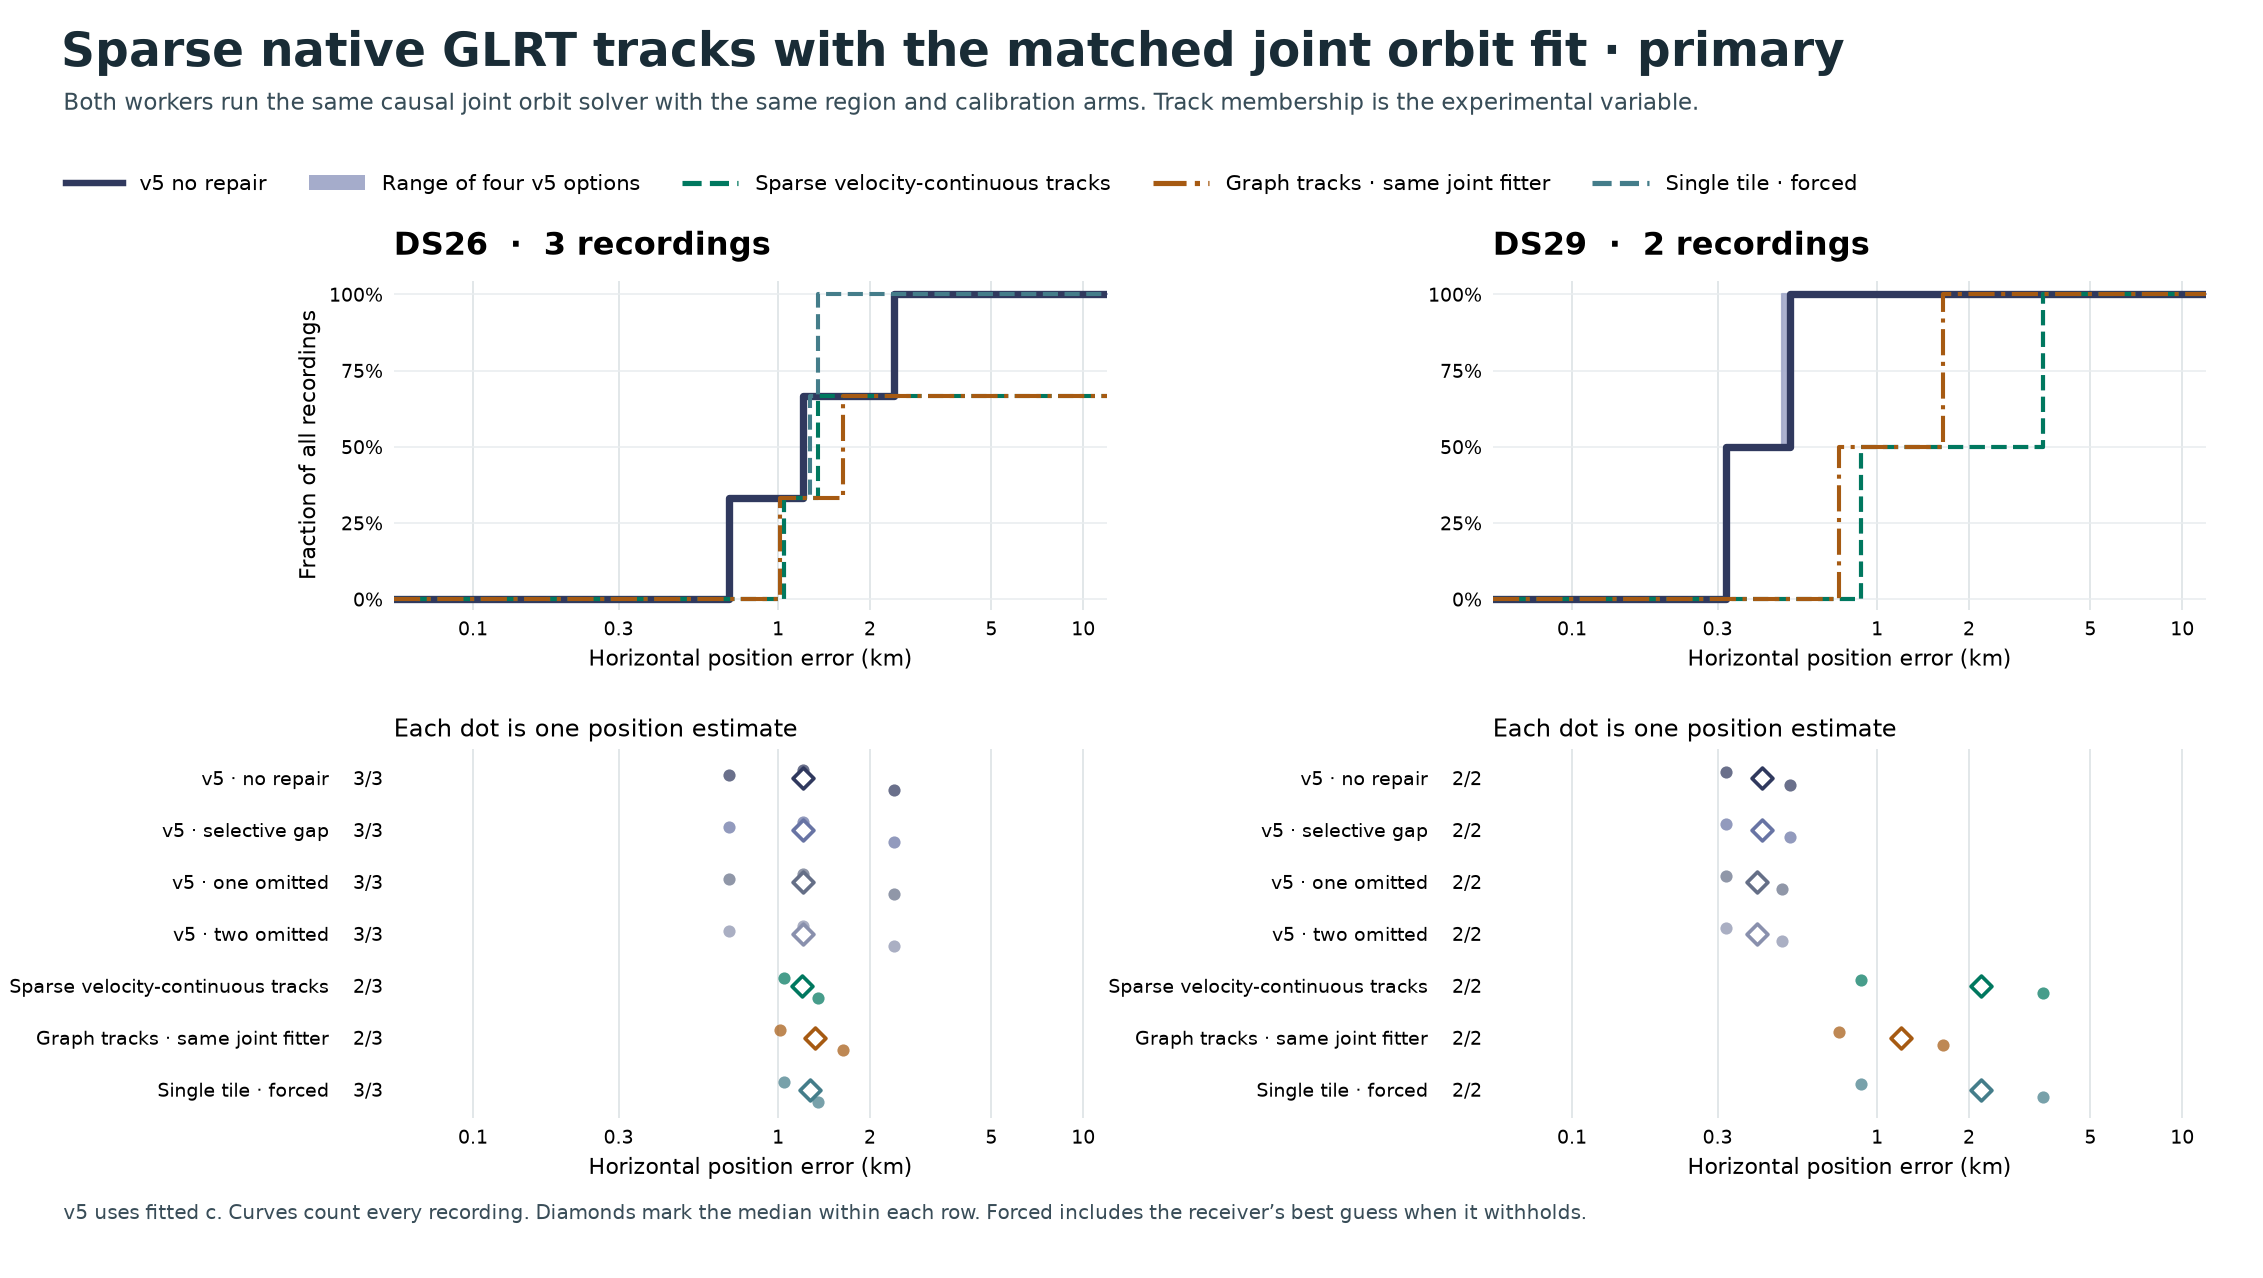 Sparse native GLRT tracks with the matched joint orbit fit · primary
Both workers run the same causal joint orbit solver with the same region and calibration arms. Track membership is the experimental variable.
v5 no repair
Range of four v5 options
Sparse velocity-continuous tracks
Graph tracks · same joint fitter
Single tile · forced
DS26 · 3 recordings
Fraction of all recordings
100%
75%
50%
25%
0%
0.1 0.3 1 2 5 10
Horizontal position error (km)
DS29 · 2 recordings
100%
75%
50%
25%
0%
0.1 0.3 1 2 5 10
Horizontal position error (km)
Each dot is one position estimate
v5 · no repair 3/3
v5 · selective gap 3/3
v5 · one omitted 3/3
v5 · two omitted 3/3
Sparse velocity-continuous tracks 2/3
Graph tracks · same joint fitter 2/3
Single tile · forced 3/3
0.1 0.3 1 2 5 10
Horizontal position error (km)
Each dot is one position estimate
v5 · no repair 2/2
v5 · selective gap 2/2
v5 · one omitted 2/2
v5 · two omitted 2/2
Sparse velocity-continuous tracks 2/2
Graph tracks · same joint fitter 2/2
Single tile · forced 2/2
0.1 0.3 1 2 5 10
Horizontal position error (km)
v5 uses fitted c. Curves count every recording. Diamonds mark the median within each row. Forced includes the receiver’s best guess when it withholds.